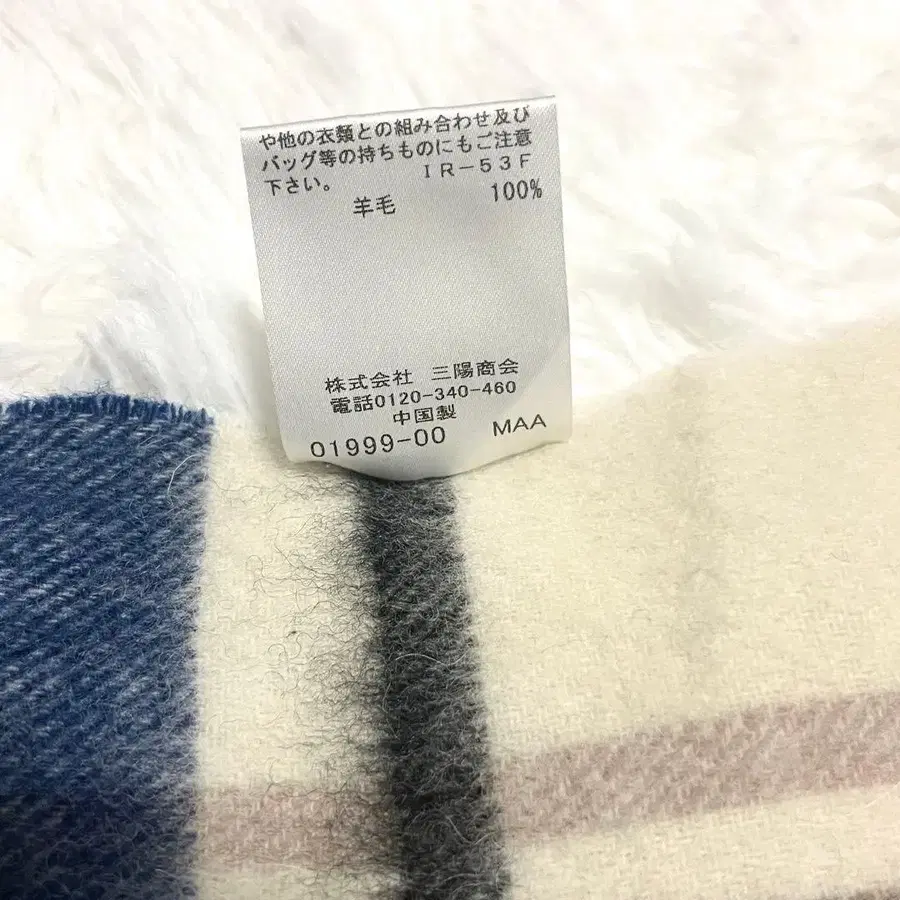 や他の衣類との組み合わせ及び
バッグ等の持ちものにもご注意
下さい。 IR-53F
羊毛 100%
株式会社 三陽商会
電話0120-340-460
中国製
01999-00 MAA